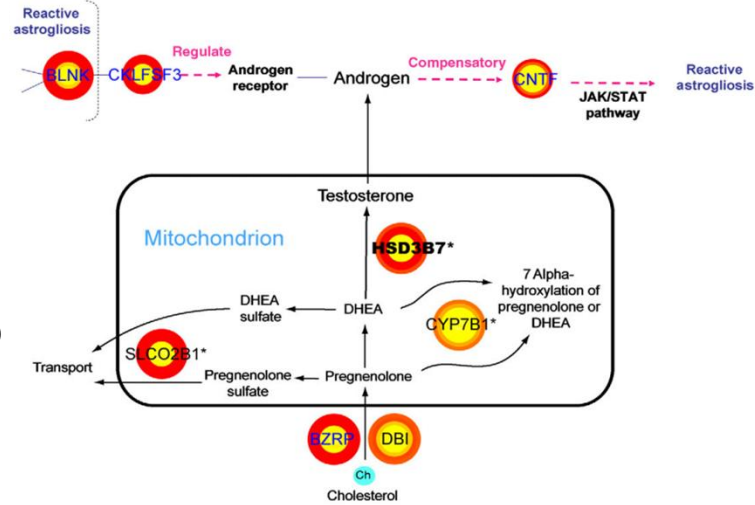 Reactive
astrogliosis
BLNK
CKLFSF3
Regulate
Androgen
receptor
Androgen
Compensatory
CNTF
JAK/STAT
pathway
Reactive
astrogliosis
Testosterone
Mitochondrion
HSD3B7*
7 Alpha-
hydroxylation of
pregnenolone or
DHEA
DHEA
sulfate
DHEA
CYP7B1*
SLCO2B1*
Transport
Pregnenolone
sulfate
Pregnenolone
BZRP
DBI
Ch
Cholesterol